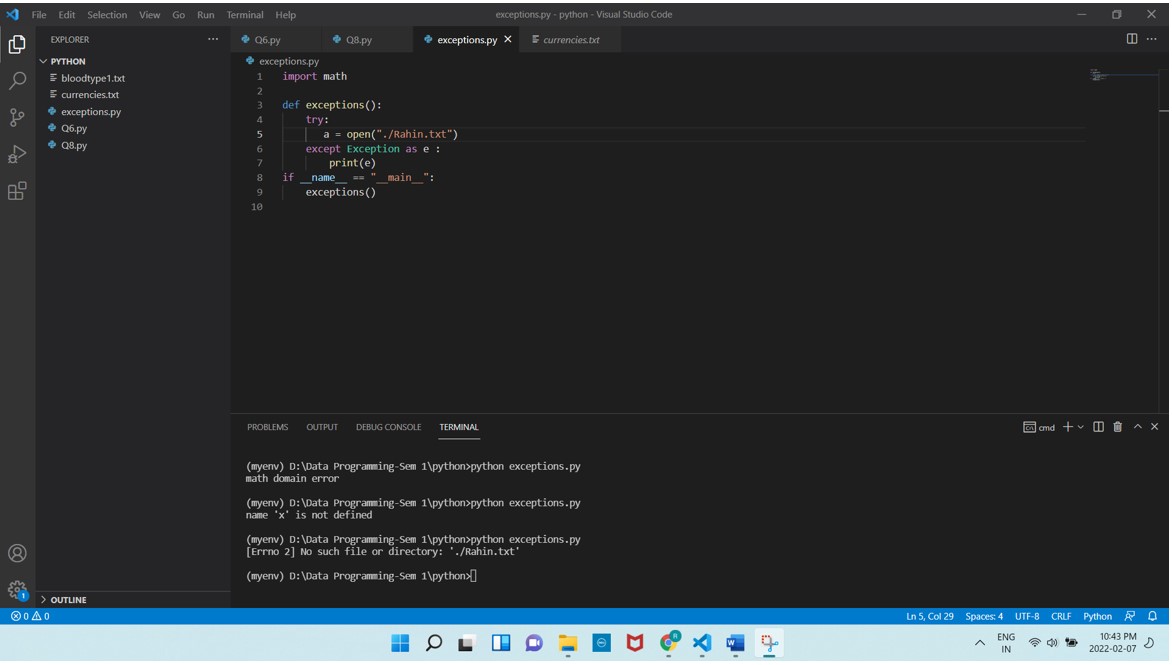 File Edit Selection View Go Run Terminal Help exceptions.py - python - Visual Studio Code
EXPLORER
PYTHON
bloodtype1.txt
currencies.txt
exceptions.py
Q6.py
Q8.py
OUTLINE
Q6.py Q8.py exceptions.py currencies.txt
exceptions.py
1 import math
2
3 def exceptions():
4 try:
5 a = open("./Rahin.txt")
6 except Exception as e :
7 print(e)
8 if __name__ == "__main__":
9 exceptions()
10
PROBLEMS OUTPUT DEBUG CONSOLE TERMINAL cmd
(myenv) D:\Data Programming-Sem 1\python>python exceptions.py
math domain error
(myenv) D:\Data Programming-Sem 1\python>python exceptions.py
name 'x' is not defined
(myenv) D:\Data Programming-Sem 1\python>python exceptions.py
[Errno 2] No such file or directory: './Rahin.txt'
(myenv) D:\Data Programming-Sem 1\python>
1
0 0 Ln 5, Col 29 Spaces: 4 UTF-8 CRLF Python
R
ENG
IN
10:43 PM
2022-02-07